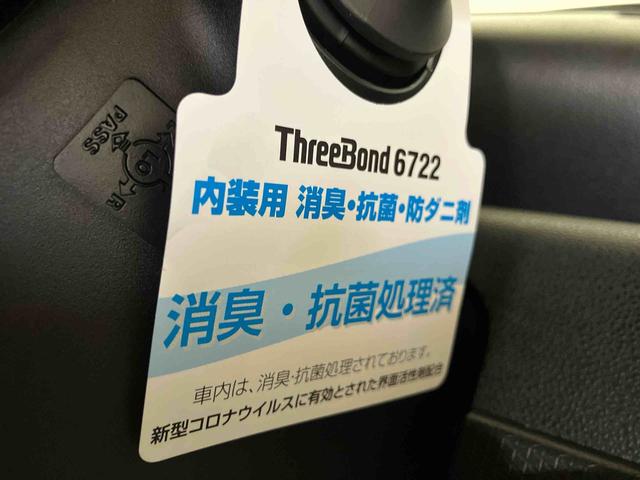 ThreeBond 6722
内装用 消臭・抗菌・防ダニ剤
消臭・抗菌処理済
車内は、消臭・抗菌処理されております。
新型コロナウイルスに有効とされた界面活性剤配合
PASS